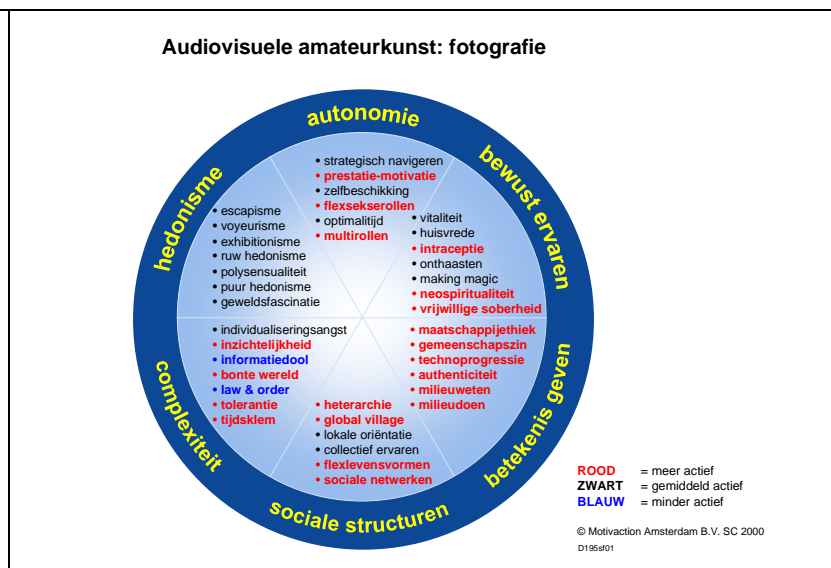 Audiovisuele amateurkunst: fotografie
autonomie
bewust ervaren
betekenis geven
sociale structuren
complexiteit
hedonisme
• strategisch navigeren
• prestatie-motivatie
• zelfbeschikking
• flexsekserollen
• optimalitijd
• multirollen
• vitaliteit
• huisvrede
• intraceptie
• onthaasten
• making magic
• neospiritualiteit
• vrijwillige soberheid
• maatschappijethiek
• gemeenschapszin
• technoprogressie
• authenticiteit
• milieuweten
• milieudoen
• heterarchie
• global village
• lokale oriëntatie
• collectief ervaren
• flexlevensvormen
• sociale netwerken
• individualiseringsangst
• inzichtelijkheid
• informatiedool
• bonte wereld
• law & order
• tolerantie
• tijdsklem
• escapisme
• voyeurisme
• exhibitionisme
• ruw hedonisme
• polysensualiteit
• puur hedonisme
• geweldsfascinatie
ROOD = meer actief
ZWART = gemiddeld actief
BLAUW = minder actief
© Motivaction Amsterdam B.V. SC 2000
D195sf01